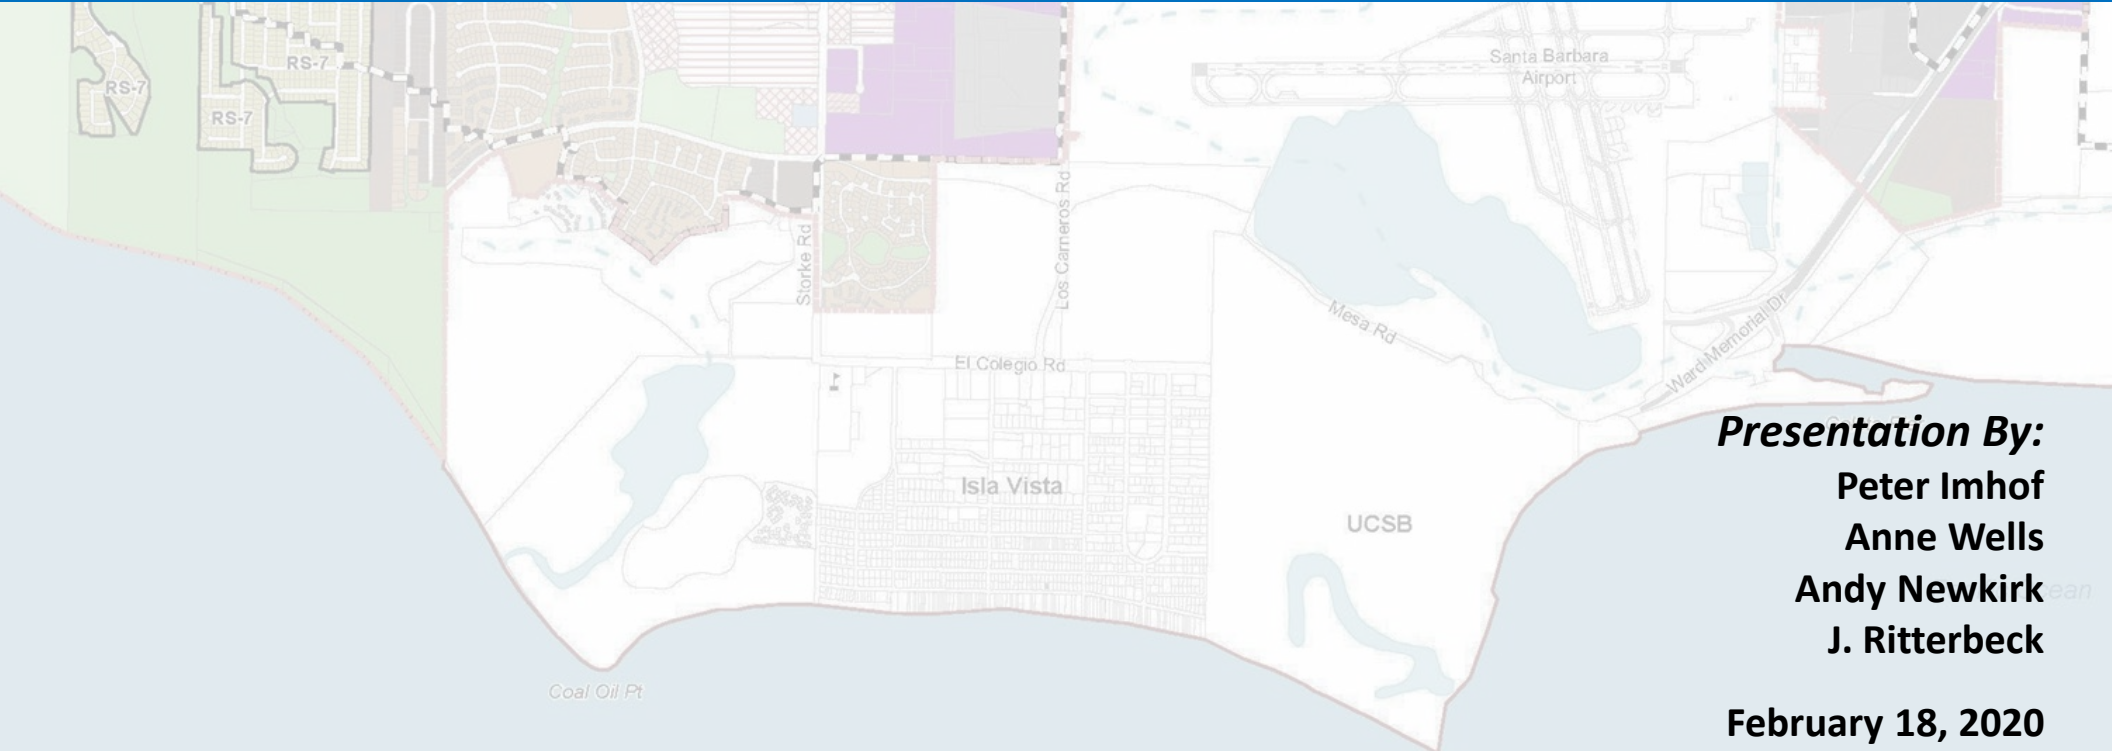 Santa Barbara
Airport
RS-7
RS-7
RS-7
Los Carneros Rd
Storke Rd
Mesa Rd
Ward Memorial Dr
El Colegio Rd
Presentation By:
Isla Vista
Peter Imhof
UCSB
Anne Wells
Andy Newkirk
J. Ritterbeck
Coal Oil Pt
February 18, 2020